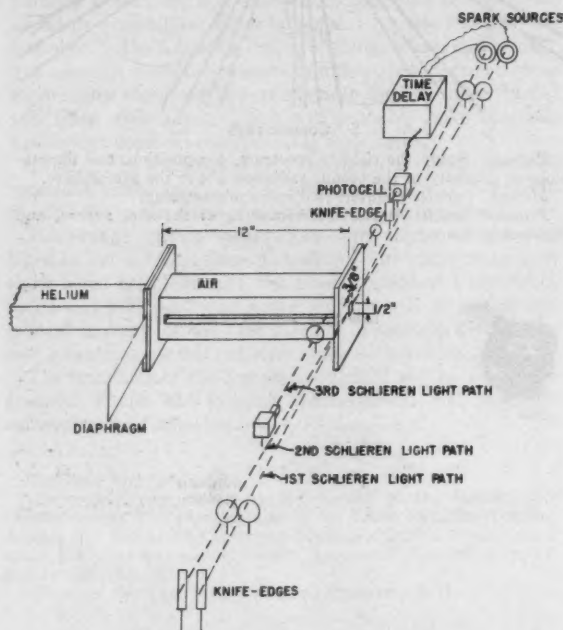 SPARK SOURCES
TIME
DELAY
PHOTOCELL
KNIFE-EDGE
12"
HELIUM
AIR
1/2"
3RD SCHLIEREN LIGHT PATH
DIAPHRAGM
2ND SCHLIEREN LIGHT PATH
1ST SCHLIEREN LIGHT PATH
KNIFE-EDGES